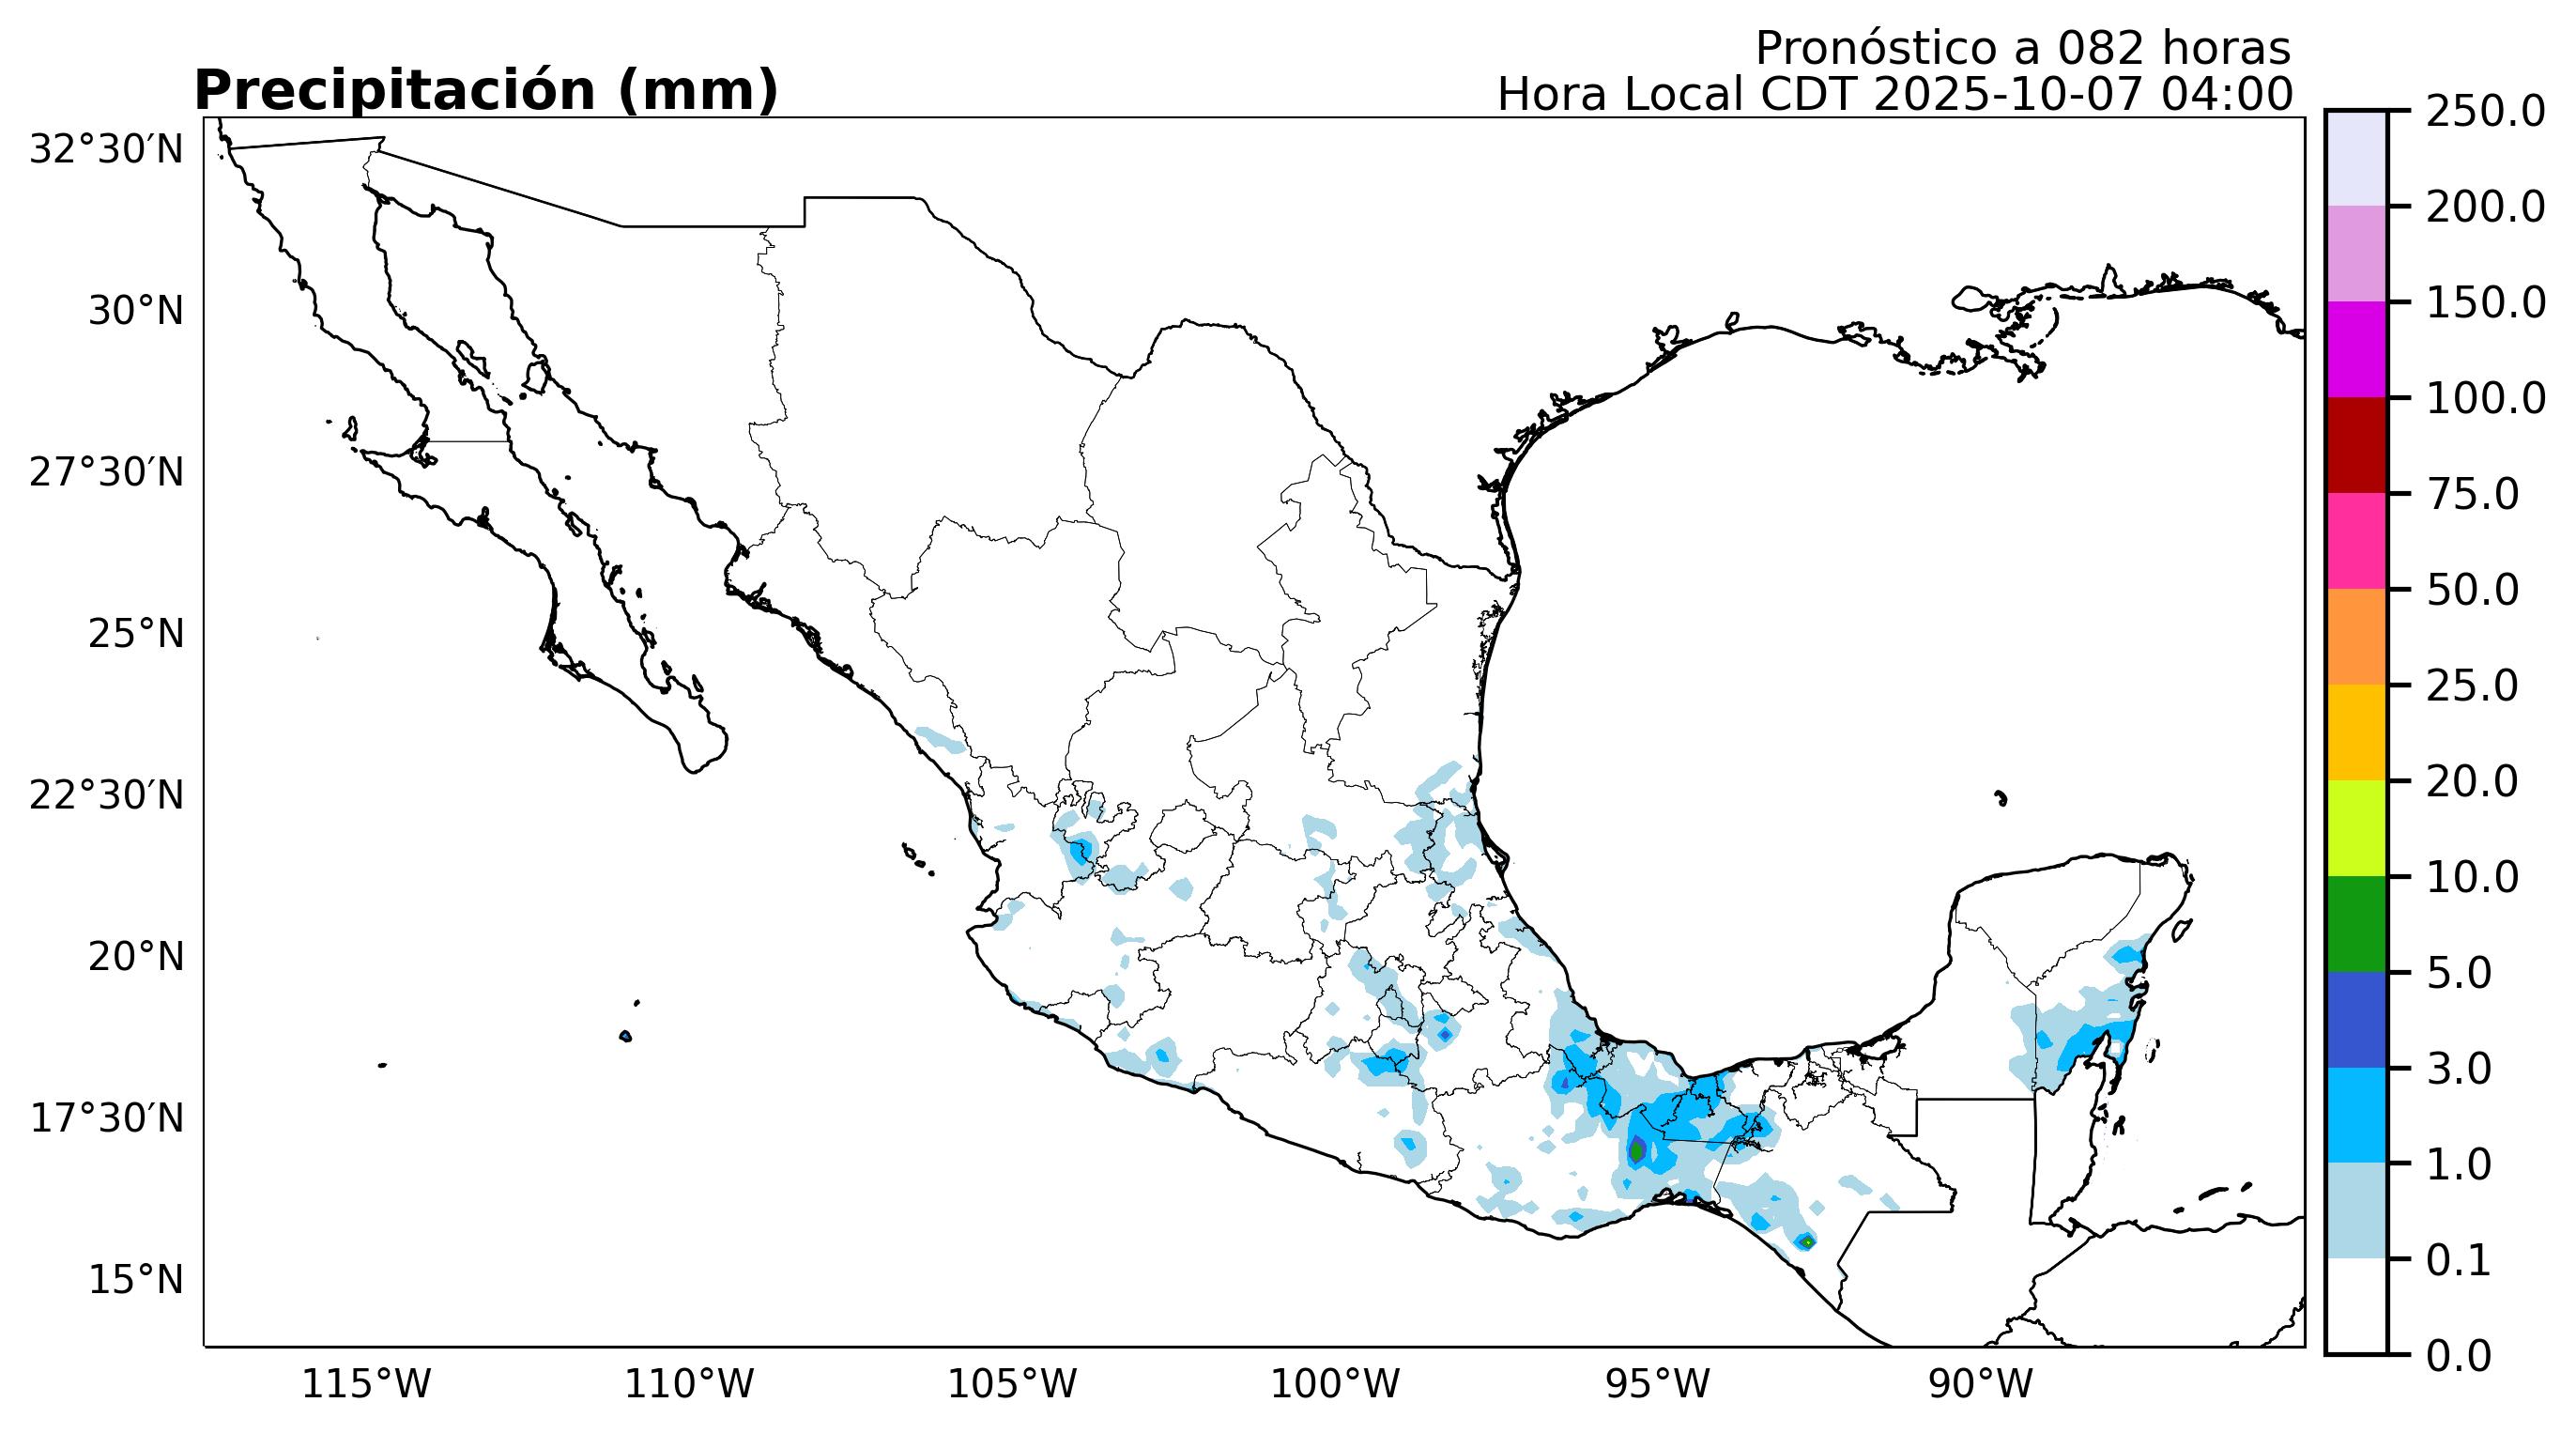 Pronóstico a 082 horas
Precipitación (mm)
Hora Local CDT 2025-10-07 04:00
32°30′N
30°N
27°30′N
25°N
22°30′N
20°N
17°30′N
15°N
115°W
110°W
105°W
100°W
95°W
90°W
250.0
200.0
150.0
100.0
75.0
50.0
25.0
20.0
10.0
5.0
3.0
1.0
0.1
0.0